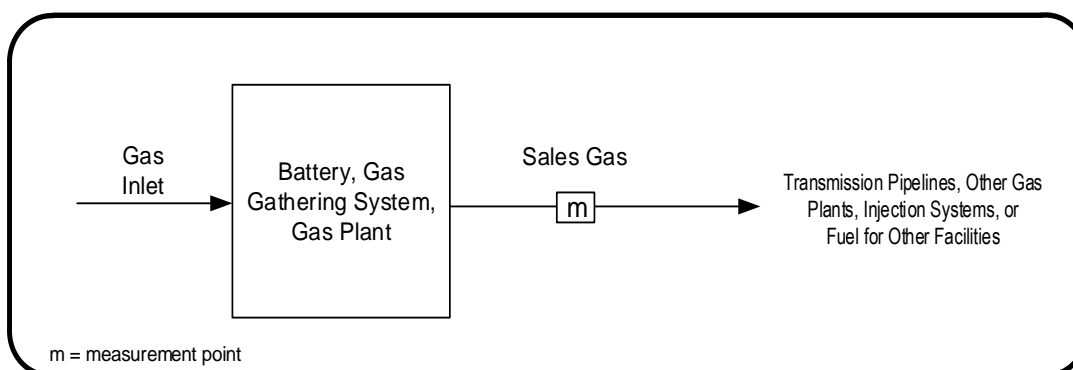 Gas
Inlet
Battery, Gas
Gathering System,
Gas Plant
Sales Gas
m
Transmission Pipelines, Other Gas
Plants, Injection Systems, or
Fuel for Other Facilities
m = measurement point